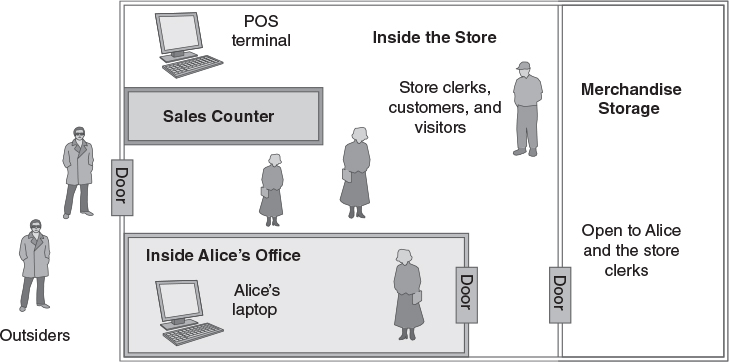 POS
terminal
Inside the Store
Store clerks,
customers, and
visitors
Merchandise
Storage
Sales Counter
Door
Open to Alice
and the store
clerks
Inside Alice's Office
Alice's
laptop
Door
Door
Outsiders